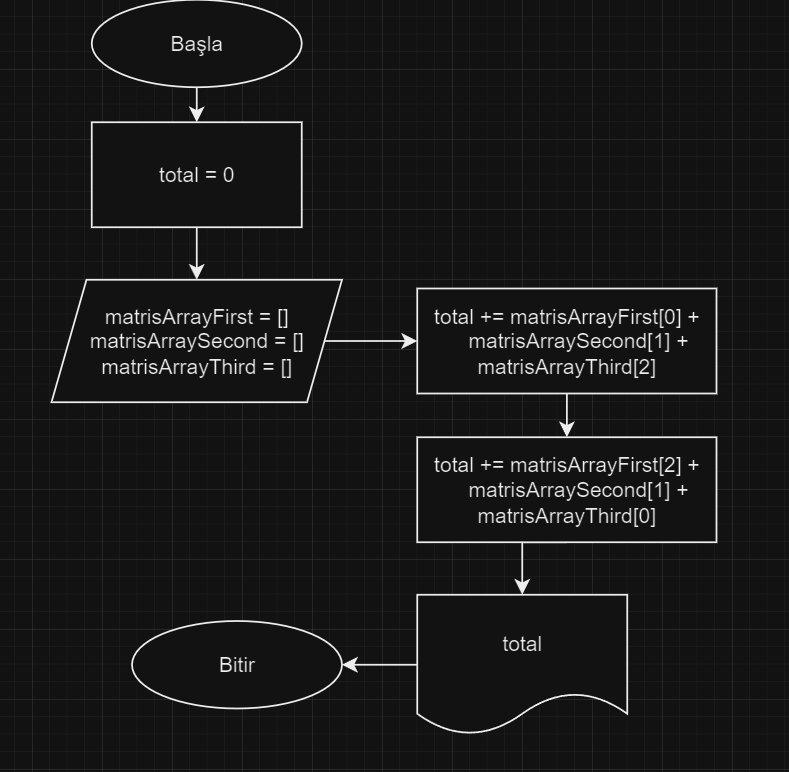 Başla
total = 0
matrisArrayFirst = []
matrisArraySecond = []
matrisArrayThird = []
total += matrisArrayFirst[0] +
matrisArraySecond[1] +
matrisArrayThird[2]
total += matrisArrayFirst[2] +
matrisArraySecond[1] +
matrisArrayThird[0]
total
Bitir